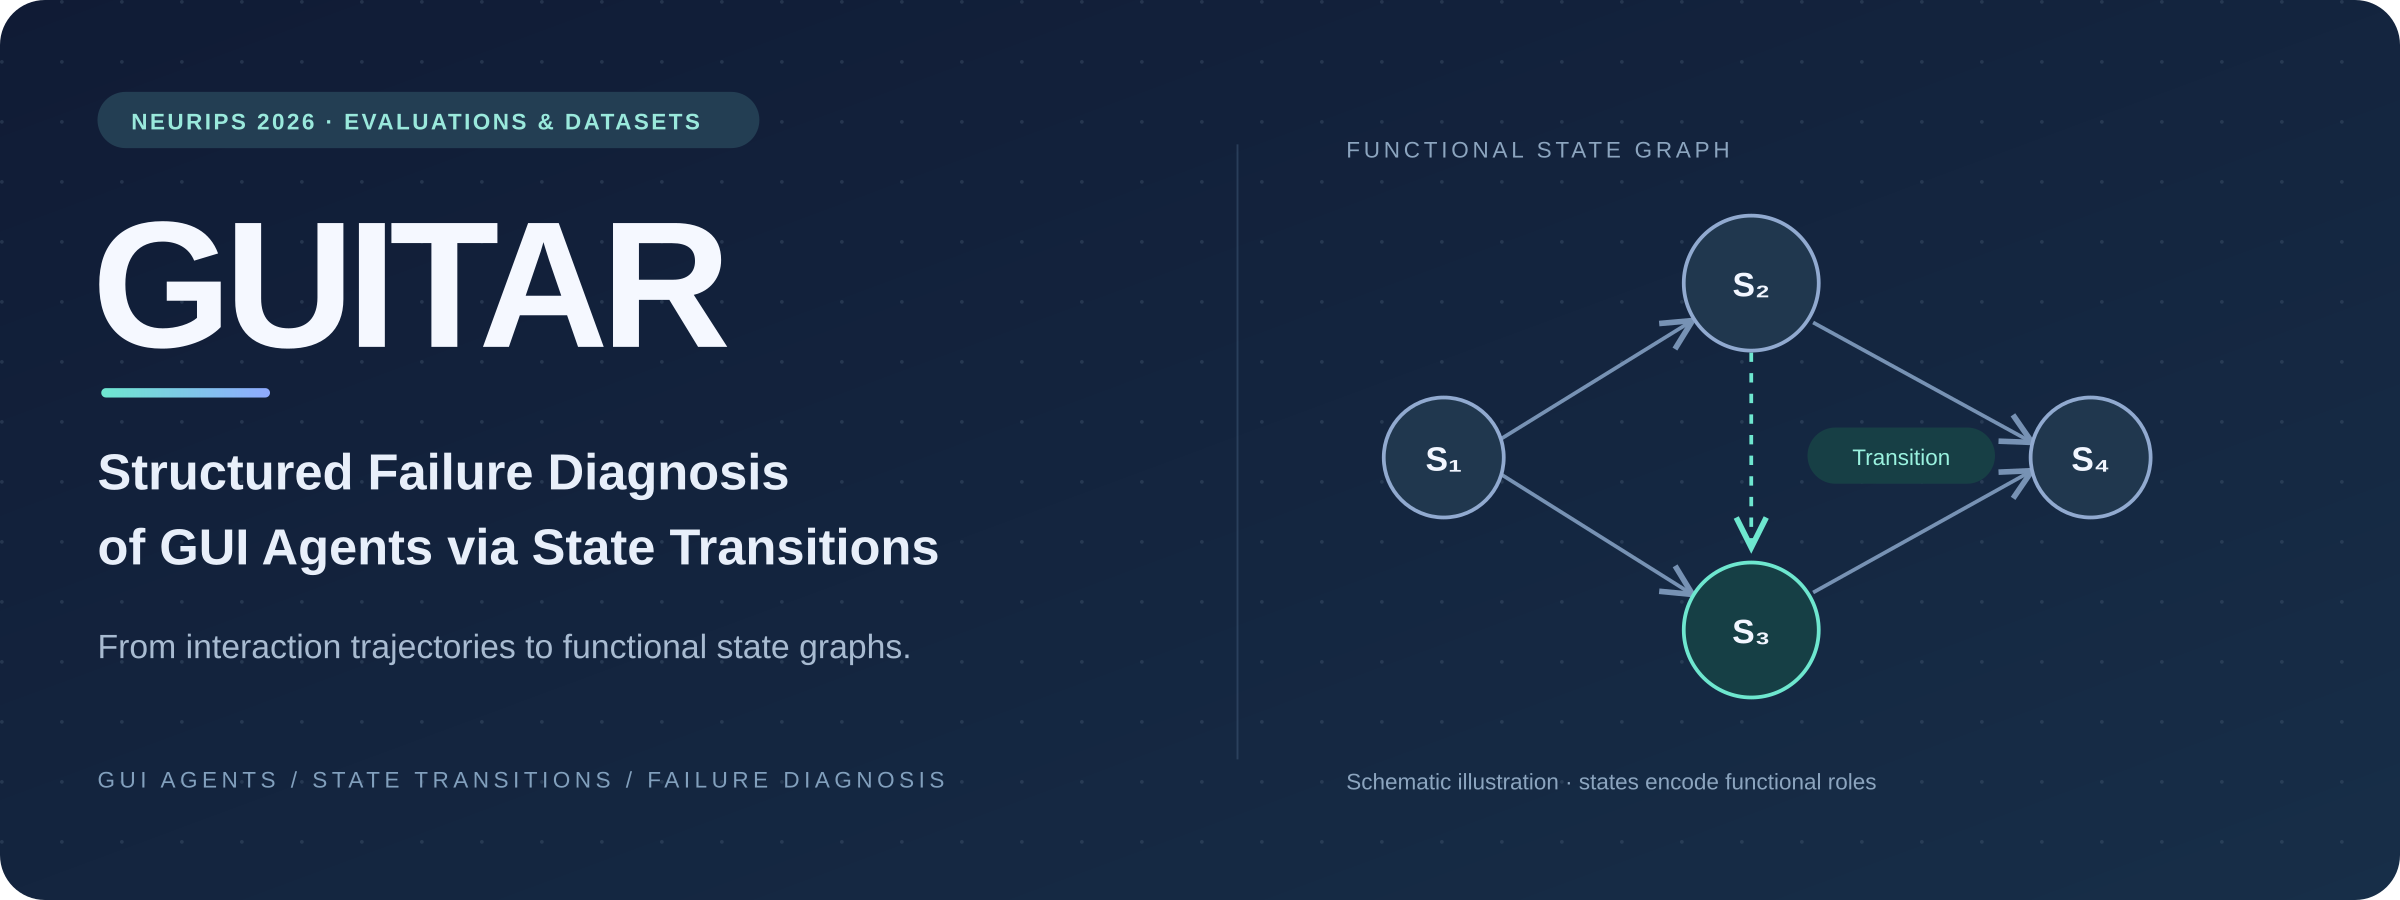 NEURIPS 2026 · EVALUATIONS & DATASETS
GUITAR
Structured Failure Diagnosis
of GUI Agents via State Transitions
From interaction trajectories to functional state graphs.
GUI AGENTS / STATE TRANSITIONS / FAILURE DIAGNOSIS
FUNCTIONAL STATE GRAPH
S₂
S₁
Transition
S₄
S₃
Schematic illustration · states encode functional roles